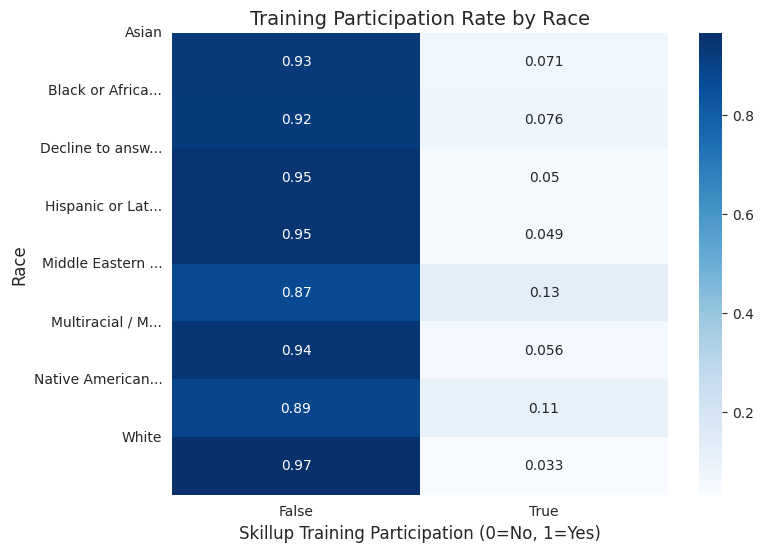 Training Participation Rate by Race
Asian
0.93 0.071
0.8
Black or Africa...
0.92 0.076
Decline to answ...
0.95 0.05
0.6
Hispanic or Lat...
0.95 0.049
Race
Middle Eastern ...
0.87 0.13
0.4
Multiracial / M...
0.94 0.056
Native American...
0.89 0.11
0.2
White
0.97 0.033
False True
Skillup Training Participation (0=No, 1=Yes)